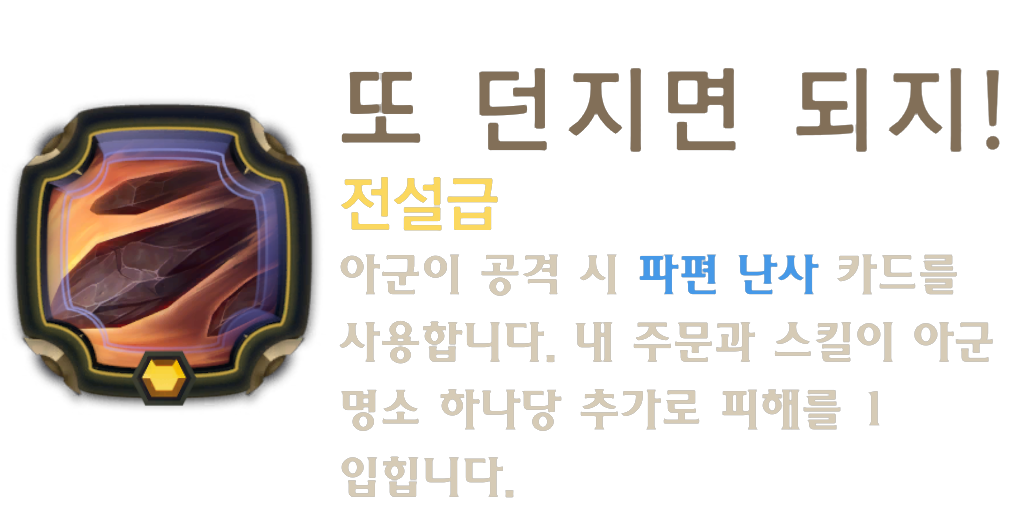 또 던지면 되지!
전설급
아군이 공격 시 파편 난사 카드를
사용합니다. 내 주문과 스킬이 아군
명소 하나당 추가로 피해를 1
입힙니다.